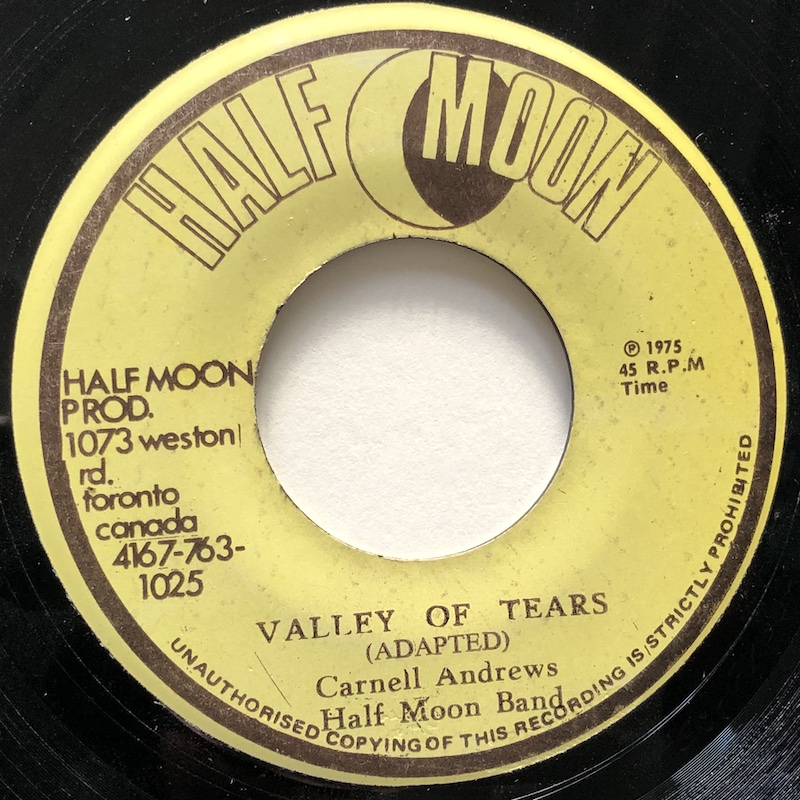 HALF MOON
HALF MOON
PROD.
1073 weston
rd.
toronto
canada
4167-763-
1025
℗ 1975
45 R.P.M
Time
VALLEY OF TEARS
(ADAPTED)
Carnell Andrews
Half Moon Band
UNAUTHORISED COPYING OF THIS RECORDING IS STRICTLY PROHIBITED